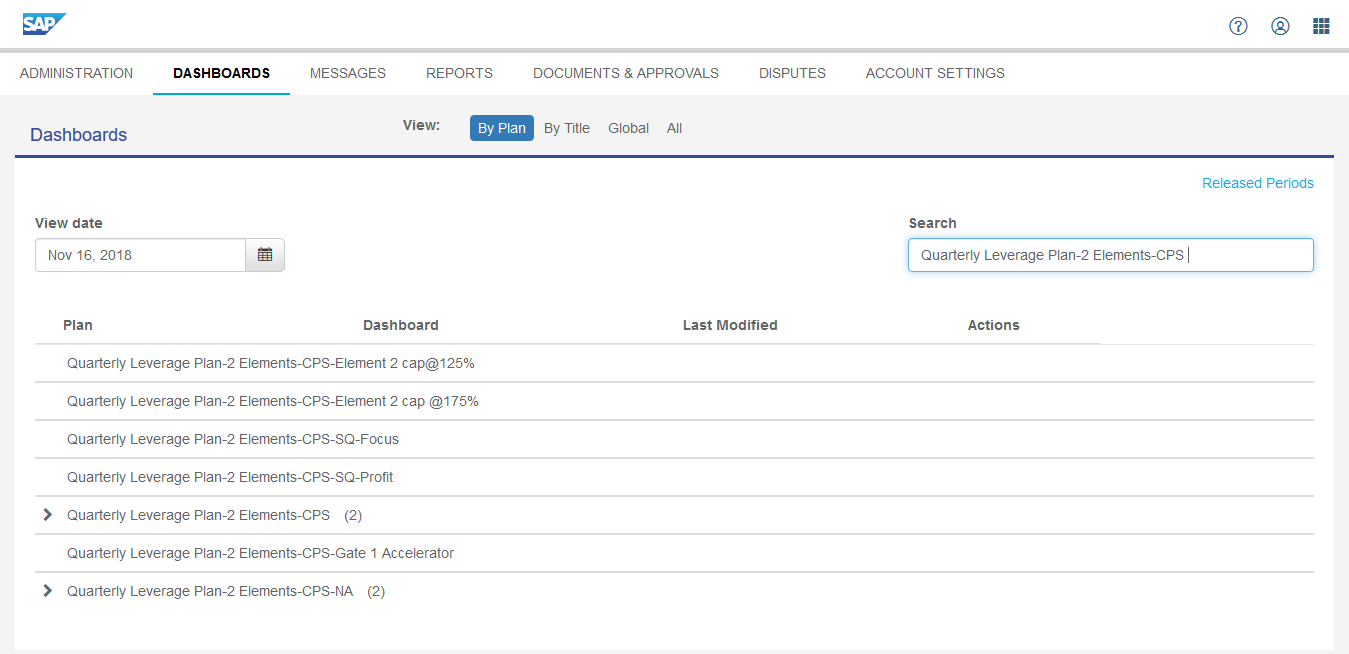 SAP
ADMINISTRATION DASHBOARDS MESSAGES REPORTS DOCUMENTS & APPROVALS DISPUTES ACCOUNT SETTINGS
Dashboards View: By Plan By Title Global All
Released Periods
View date Search
Nov 16, 2018 Quarterly Leverage Plan-2 Elements-CPS
Plan Dashboard Last Modified Actions
Quarterly Leverage Plan-2 Elements-CPS-Element 2 cap@125%
Quarterly Leverage Plan-2 Elements-CPS-Element 2 cap @175%
Quarterly Leverage Plan-2 Elements-CPS-SQ-Focus
Quarterly Leverage Plan-2 Elements-CPS-SQ-Profit
Quarterly Leverage Plan-2 Elements-CPS (2)
Quarterly Leverage Plan-2 Elements-CPS-Gate 1 Accelerator
Quarterly Leverage Plan-2 Elements-CPS-NA (2)